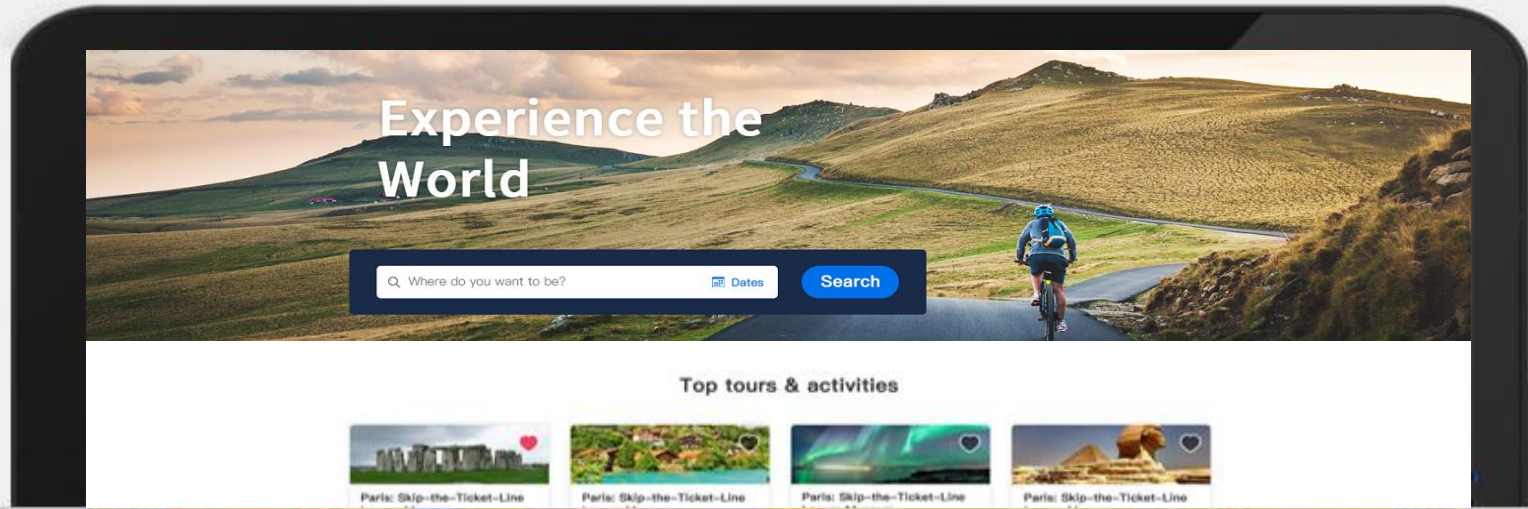 Experience the
World
Where do you want to be?
Dates
Search
Top tours & activities
Paris: Skip-the-Ticket-Line
Paris: Skip-the-Ticket-Line
Paris: Skip-the-Ticket-Line
Paris: Skip-the-Ticket-Line